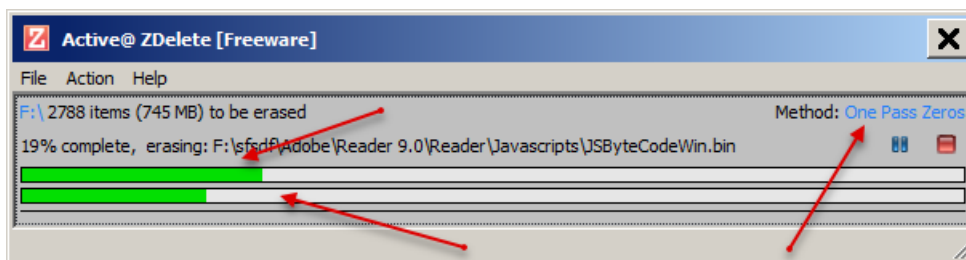 Active@ ZDelete [Freeware]
File Action Help
F:\ 2788 items (745 MB) to be erased Method: One Pass Zeros
19% complete, erasing: F:\sfsdf\Adobe\Reader 9.0\Reader\Javascripts\JSByteCodeWin.bin